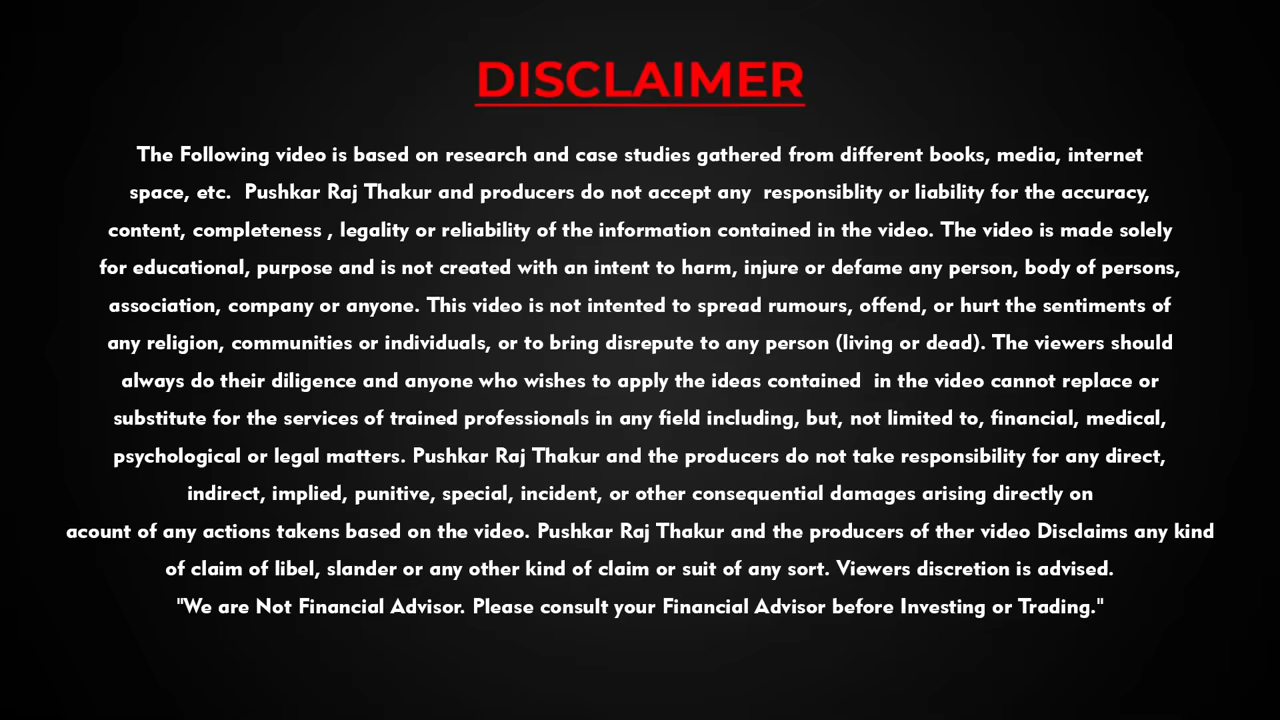 DISCLAIMER
The Following video is based on research and case studies gathered from different books, media, internet
space, etc.  Pushkar Raj Thakur and producers do not accept any  responsiblity or liability for the accuracy,
content, completeness , legality or reliability of the information contained in the video. The video is made solely
for educational, purpose and is not created with an intent to harm, injure or defame any person, body of persons,
association, company or anyone. This video is not intented to spread rumours, offend, or hurt the sentiments of
any religion, communities or individuals, or to bring disrepute to any person (living or dead). The viewers should
always do their diligence and anyone who wishes to apply the ideas contained  in the video cannot replace or
substitute for the services of trained professionals in any field including, but, not limited to, financial, medical,
psychological or legal matters. Pushkar Raj Thakur and the producers do not take responsibility for any direct,
indirect, implied, punitive, special, incident, or other consequential damages arising directly on
acount of any actions takens based on the video. Pushkar Raj Thakur and the producers of ther video Disclaims any kind
of claim of libel, slander or any other kind of claim or suit of any sort. Viewers discretion is advised.
"We are Not Financial Advisor. Please consult your Financial Advisor before Investing or Trading."